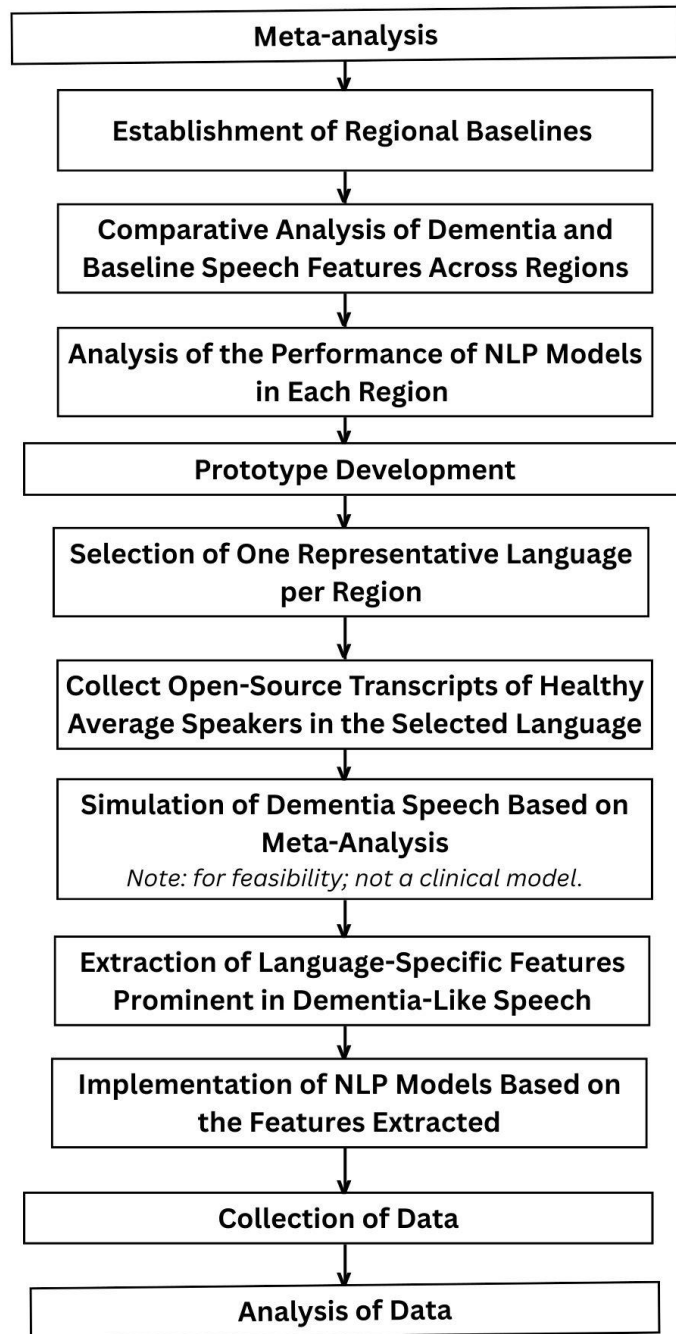 Meta-analysis
Establishment of Regional Baselines
Comparative Analysis of Dementia and
Baseline Speech Features Across Regions
Analysis of the Performance of NLP Models
in Each Region
Prototype Development
Selection of One Representative Language
per Region
Collect Open-Source Transcripts of Healthy
Average Speakers in the Selected Language
Simulation of Dementia Speech Based on
Meta-Analysis
Note: for feasibility; not a clinical model.
Extraction of Language-Specific Features
Prominent in Dementia-Like Speech
Implementation of NLP Models Based on
the Features Extracted
Collection of Data
Analysis of Data